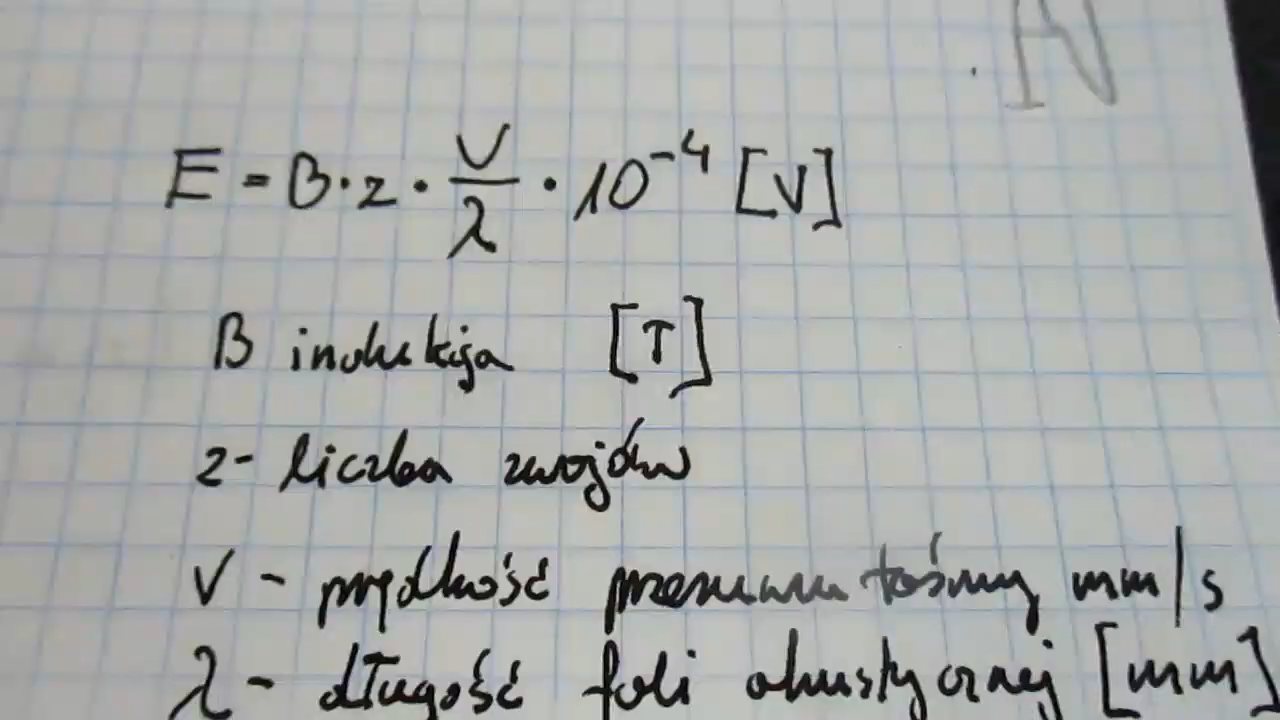 N
E = B · z · v/λ · 10⁻⁴ [V]
B indukcja [T]
z - liczba zwojów
v - prędkość przesuwu taśmy mm/s
λ - długość fali akustycznej [mm]